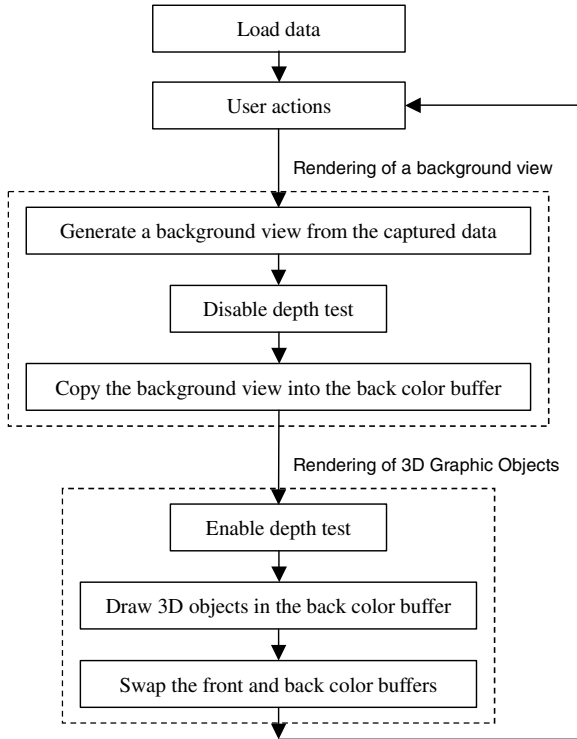 Load data
User actions
Rendering of a background view
Generate a background view from the captured data
Disable depth test
Copy the background view into the back color buffer
Rendering of 3D Graphic Objects
Enable depth test
Draw 3D objects in the back color buffer
Swap the front and back color buffers